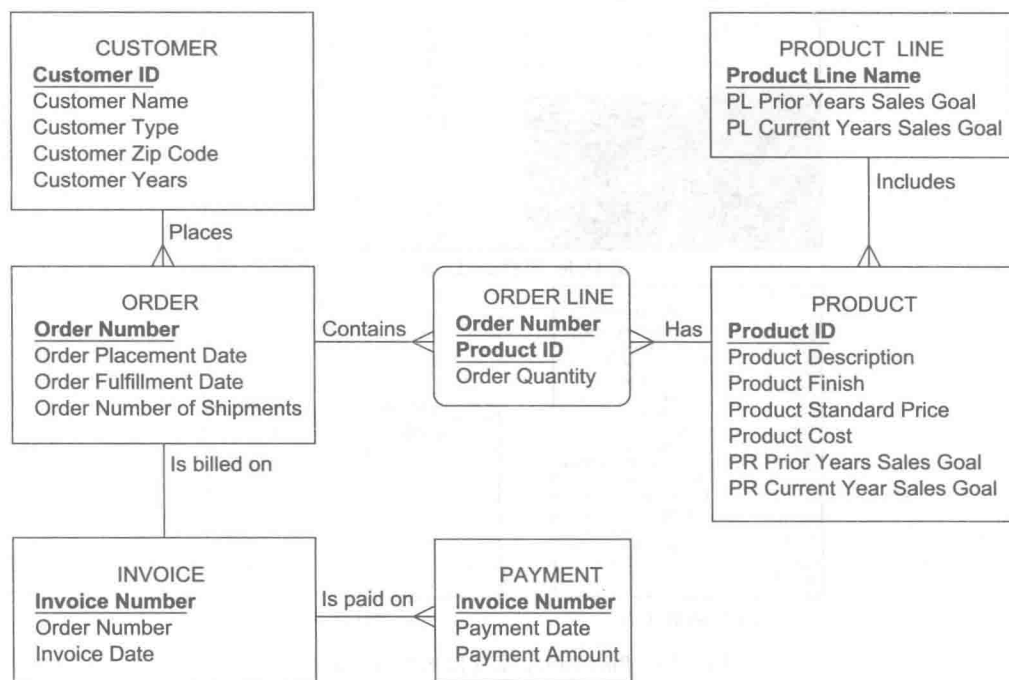 CUSTOMER
Customer ID
Customer Name
Customer Type
Customer Zip Code
Customer Years
PRODUCT LINE
Product Line Name
PL Prior Years Sales Goal
PL Current Years Sales Goal
Places
Includes
ORDER
Order Number
Order Placement Date
Order Fulfillment Date
Order Number of Shipments
Contains
ORDER LINE
Order Number
Product ID
Order Quantity
Has
PRODUCT
Product ID
Product Description
Product Finish
Product Standard Price
Product Cost
PR Prior Years Sales Goal
PR Current Year Sales Goal
Is billed on
INVOICE
Invoice Number
Order Number
Invoice Date
Is paid on
PAYMENT
Invoice Number
Payment Date
Payment Amount